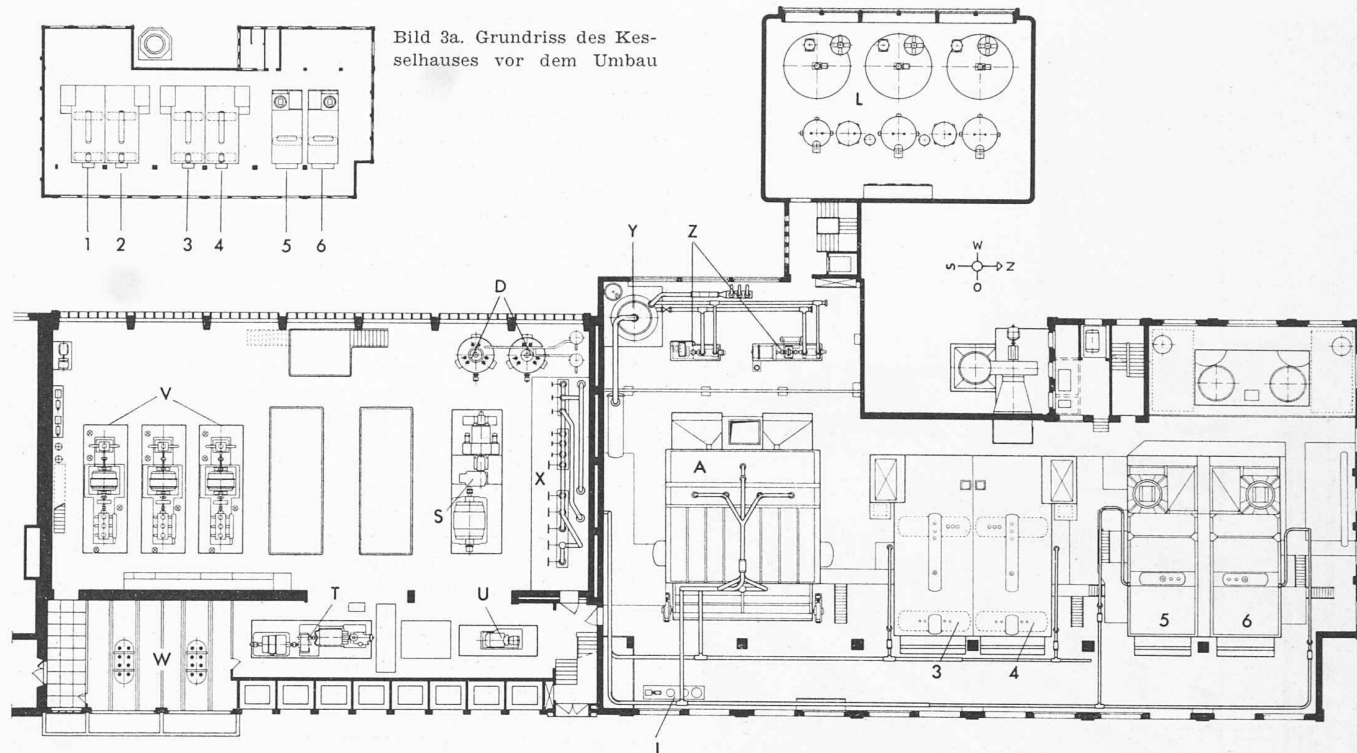 Bild 3a. Grundriss des Kes-
selhauses vor dem Umbau
1 2 3 4 5 6
L
Y Z
W
S N
O
D
V
A
X
S
T U
5 6
W
3 4
I